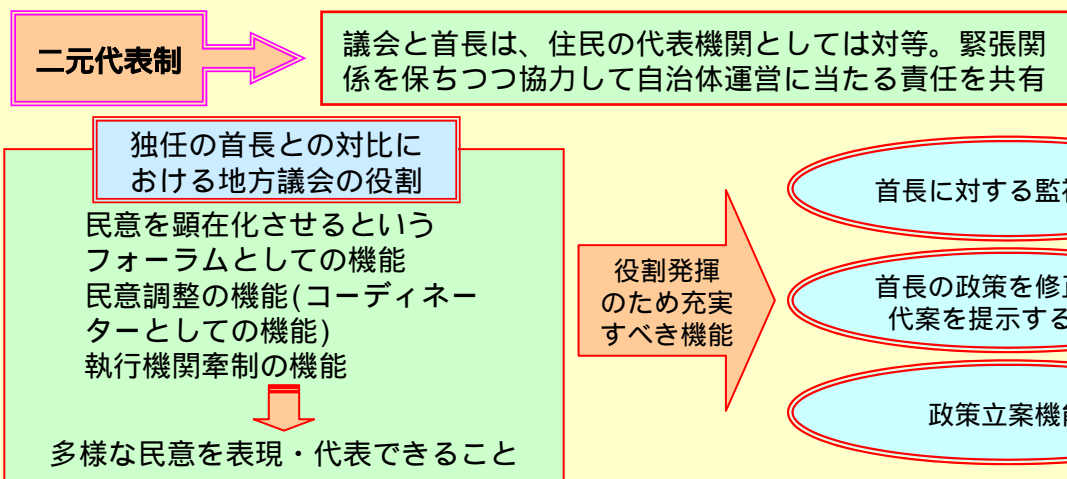 二元代表制
議会と首長は、住民の代表機関としては対等。緊張関
係を保ちつつ協力して自治体運営に当たる責任を共有
独任の首長との対比に
おける地方議会の役割
民意を顕在化させるという
フォーラムとしての機能
民意調整の機能(コーディネー
ターとしての機能)
執行機関牽制の機能
多様な民意を表現・代表できること
役割発揮
のため充実
すべき機能
首長に対する監
首長の政策を修
代案を提示する
政策立案機